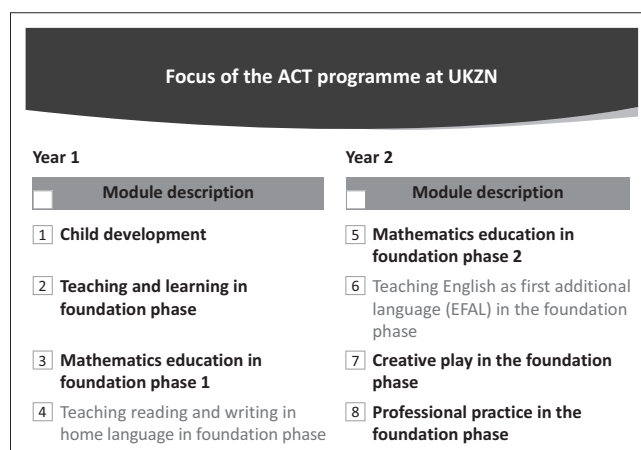 Focus of the ACT programme at UKZN
Year 1
Module description
1 Child development
2 Teaching and learning in
foundation phase
3 Mathematics education in
foundation phase 1
4 Teaching reading and writing in
home language in foundation phase
Year 2
Module description
5 Mathematics education in
foundation phase 2
6 Teaching English as first additional
language (EFAL) in the foundation
phase
7 Creative play in the foundation
phase
8 Professional practice in the
foundation phase